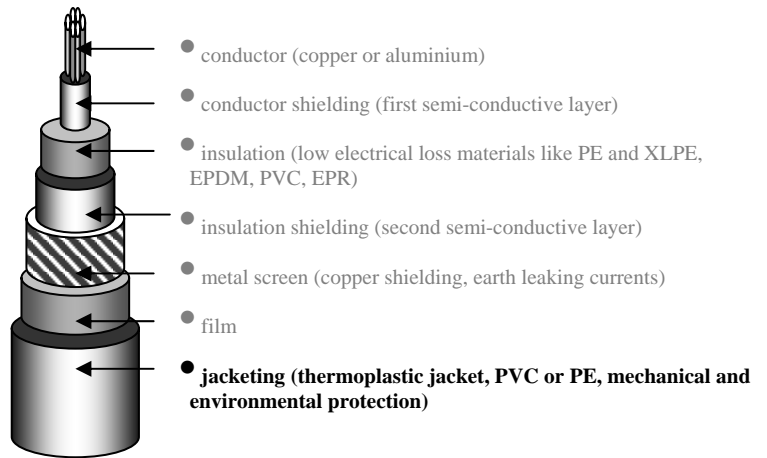 • conductor (copper or aluminium)
• conductor shielding (first semi-conductive layer)
• insulation (low electrical loss materials like PE and XLPE,
EPDM, PVC, EPR)
• insulation shielding (second semi-conductive layer)
• metal screen (copper shielding, earth leaking currents)
• film
• jacketing (thermoplastic jacket, PVC or PE, mechanical and
environmental protection)